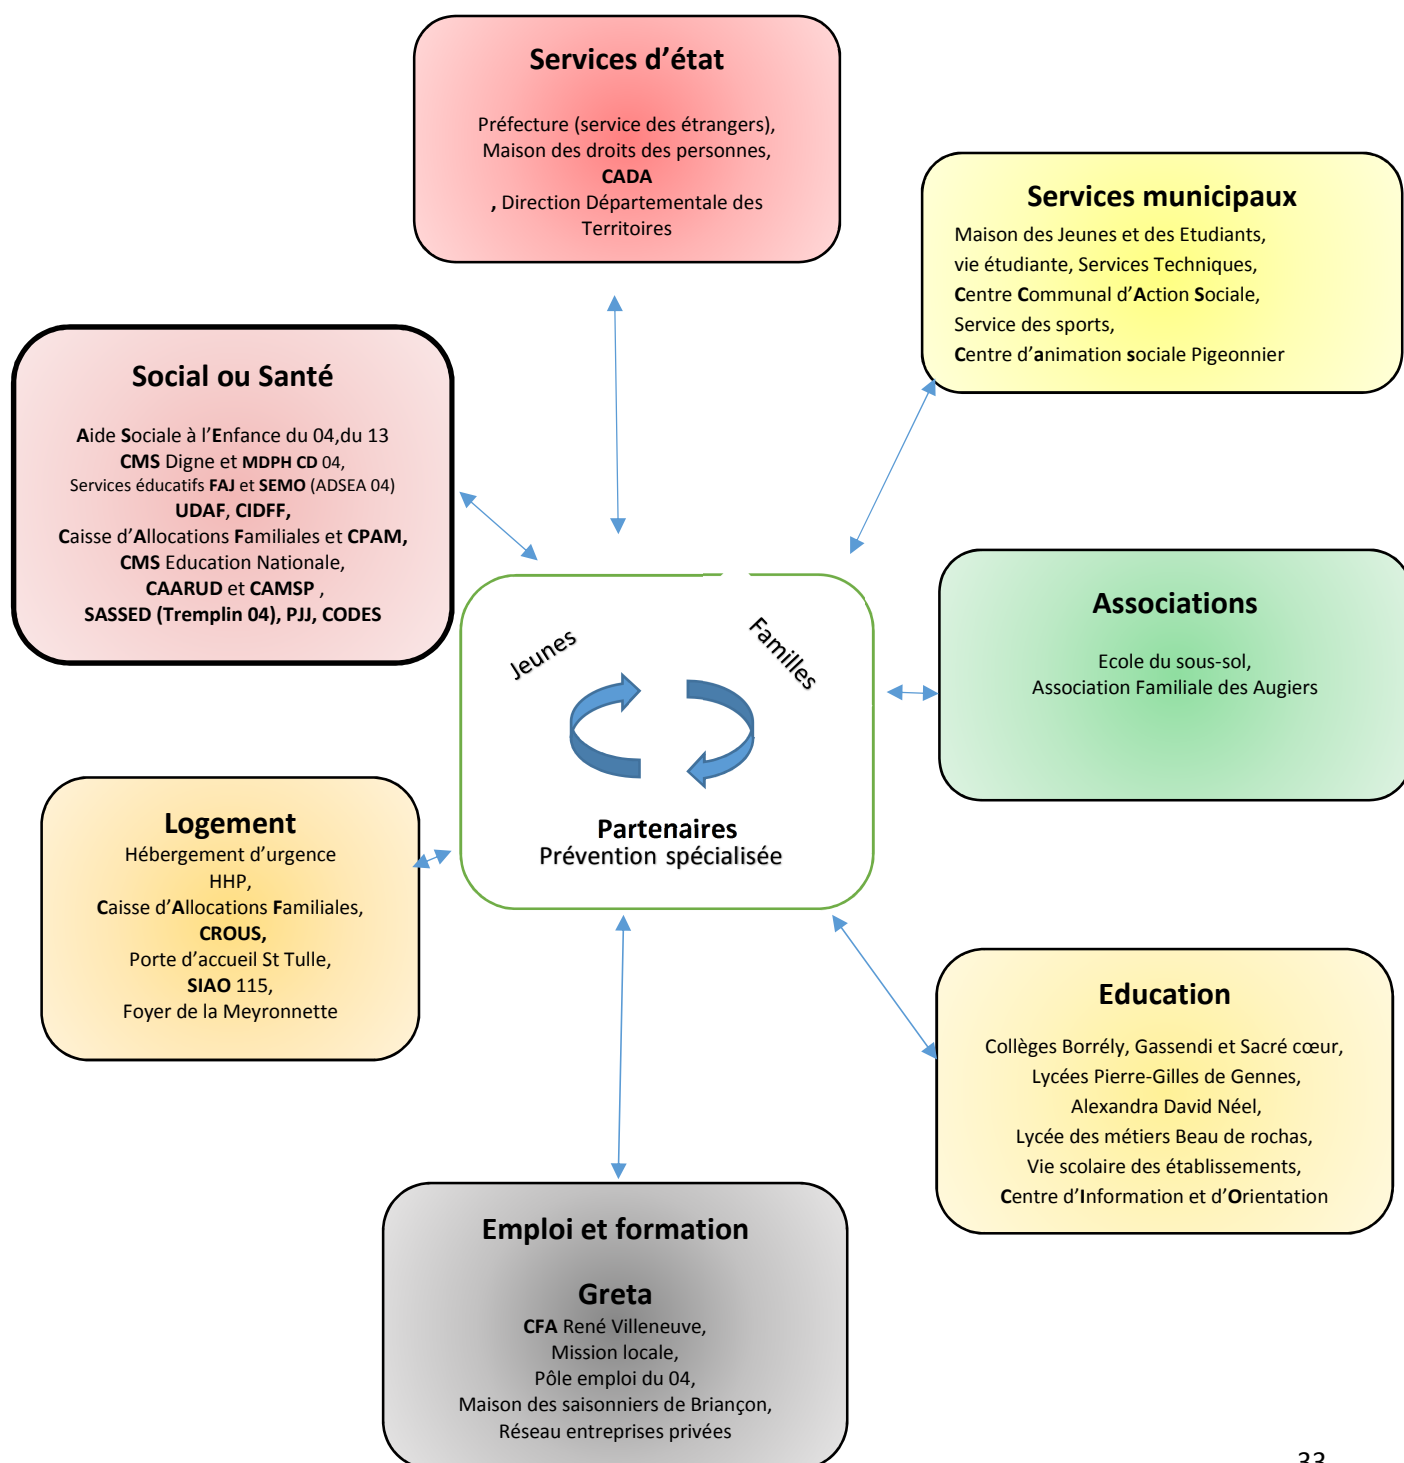 Services d’état
Préfecture (service des étrangers),
Maison des droits des personnes,
CADA
, Direction Départementale des
Territoires
Services municipaux
Maison des Jeunes et des Etudiants,
vie étudiante, Services Techniques,
Centre Communal d’Action Sociale,
Service des sports,
Centre d’animation sociale Pigeonnier
Social ou Santé
Aide Sociale à l’Enfance du 04,du 13
CMS Digne et MDPH CD 04,
Services éducatifs FAJ et SEMO (ADSEA 04)
UDAF, CIDFF,
Caisse d’Allocations Familiales et CPAM,
CMS Education Nationale,
CAARUD et CAMSP ,
SASSED (Tremplin 04), PJJ, CODES
Jeunes
Familles
Partenaires
Prévention spécialisée
Associations
Ecole du sous-sol,
Association Familiale des Augiers
Logement
Hébergement d’urgence
HHP,
Caisse d’Allocations Familiales,
CROUS,
Porte d’accueil St Tulle,
SIAO 115,
Foyer de la Meyronnette
Education
Collèges Borrély, Gassendi et Sacré cœur,
Lycées Pierre-Gilles de Gennes,
Alexandra David Néel,
Lycée des métiers Beau de rochas,
Vie scolaire des établissements,
Centre d’Information et d’Orientation
Emploi et formation
Greta
CFA René Villeneuve,
Mission locale,
Pôle emploi du 04,
Maison des saisonniers de Briançon,
Réseau entreprises privées
33